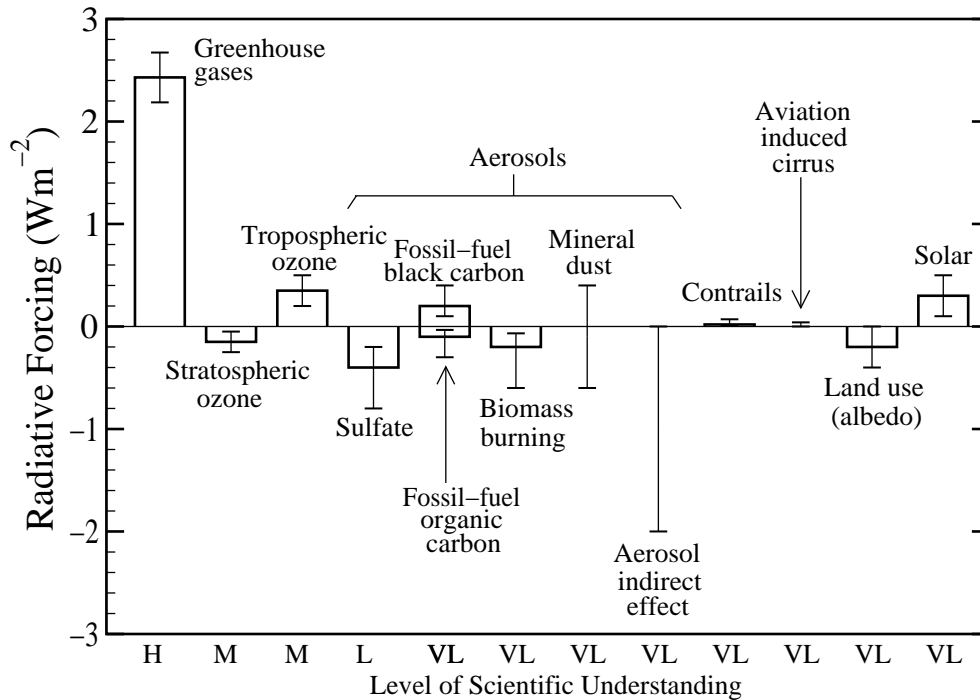 3
2
1
0
−1
−2
−3
Radiative Forcing (Wm−2)
Greenhouse
gases
Stratospheric
ozone
Tropospheric
ozone
Aerosols
Sulfate
Fossil−fuel
black carbon
Fossil−fuel
organic
carbon
Biomass
burning
Mineral
dust
Aerosol
indirect
effect
Contrails
Aviation
induced
cirrus
Land use
(albedo)
Solar
H M M L VL VL VL VL VL VL VL VL
Level of Scientific Understanding